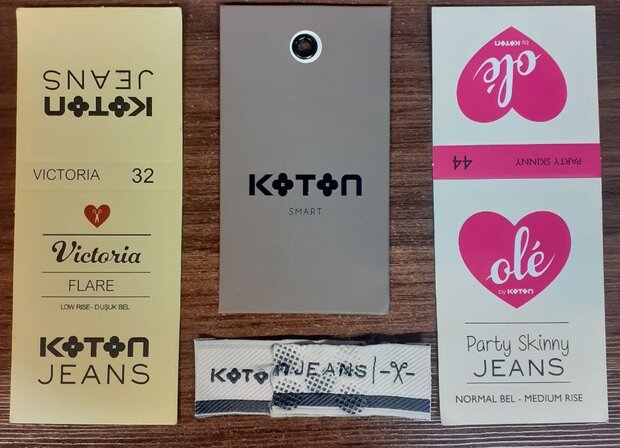 KOTON
JEANS
VICTORIA 32
Victoria
FLARE
LOW RISE - DUŞUK BEL
KOTON
JEANS
KOTON
SMART
KOTON
JEANS
olé
by KOTON
PARTY SKINNY 44
olé
by KOTON
Party Skinny
JEANS
NORMAL BEL - MEDIUM RISE